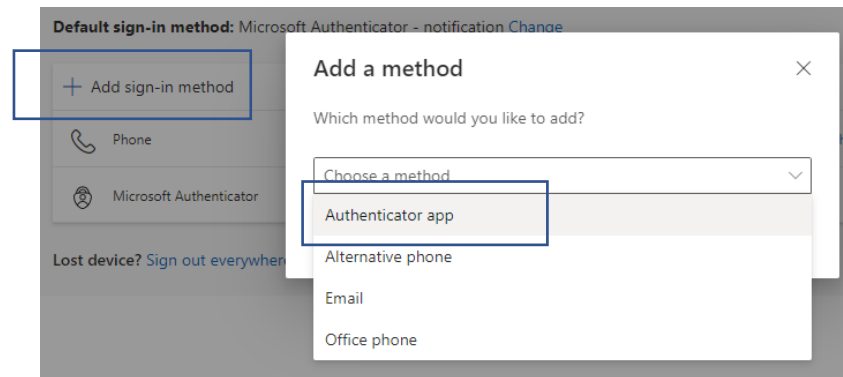 Default sign-in method: Microsoft Authenticator - notification Change
Add a method
+ Add sign-in method
Which method would you like to add?
Phone
Choose a method
Microsoft Authenticator
Authenticator app
Lost device? Sign out everywher
Alternative phone
Email
Office phone